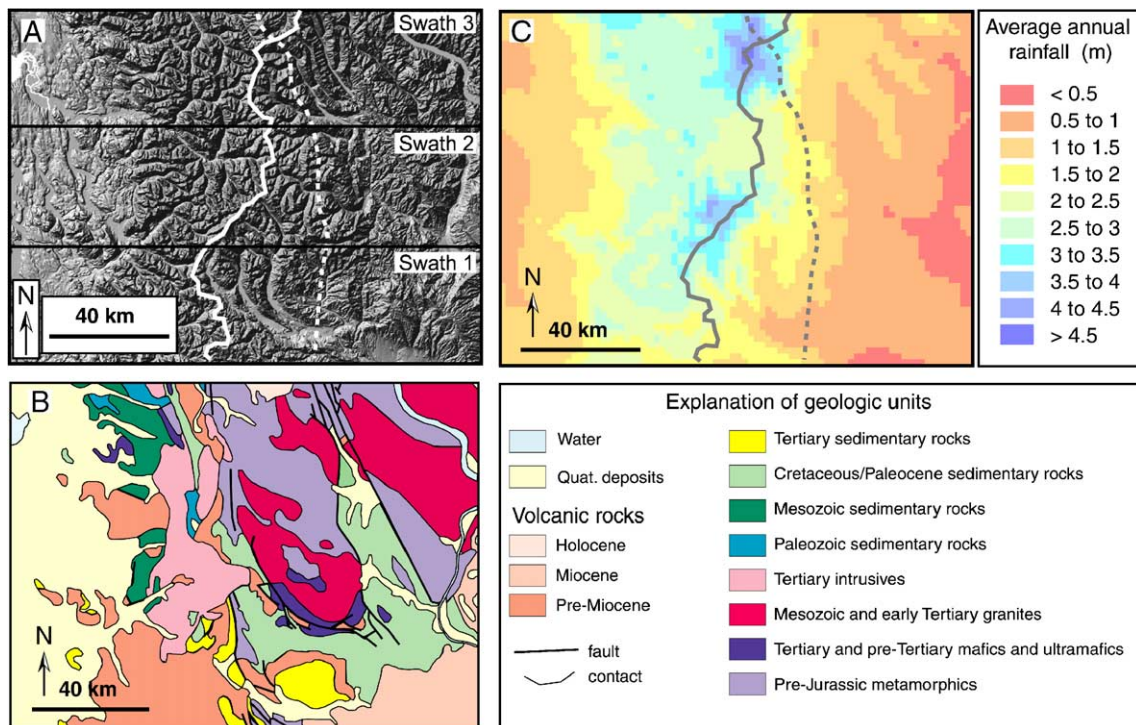 A
Swath 3
Swath 2
Swath 1
N
40 km
C
N
40 km
Average annual
rainfall (m)
< 0.5
0.5 to 1
1 to 1.5
1.5 to 2
2 to 2.5
2.5 to 3
3 to 3.5
3.5 to 4
4 to 4.5
> 4.5
B
N
40 km
Explanation of geologic units
Water
Quat. deposits
Volcanic rocks
Holocene
Miocene
Pre-Miocene
fault
contact
Tertiary sedimentary rocks
Cretaceous/Paleocene sedimentary rocks
Mesozoic sedimentary rocks
Paleozoic sedimentary rocks
Tertiary intrusives
Mesozoic and early Tertiary granites
Tertiary and pre-Tertiary mafics and ultramafics
Pre-Jurassic metamorphics